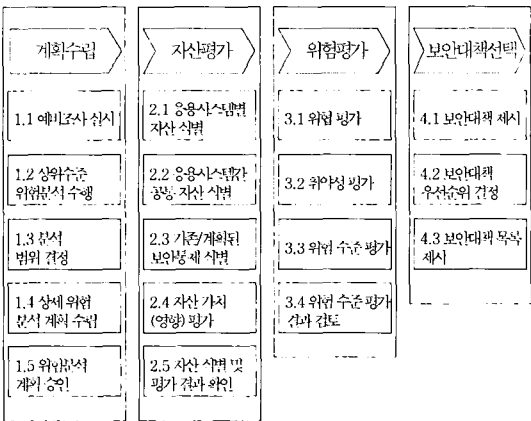 계획수립
1.1 예비조사 실시
1.2 상위수준
위험분석 수행
1.3 분석
범위 결정
1.4 상세 위험
분석 계획 수립
1.5 위험분석
계획 승인
자산평가
2.1 응용시스템별
자산 식별
2.2 응용시스템간
공통 자산 식별
2.3 기존/계획된
보안통제 식별
2.4 자산 가치
(영향) 평가
2.5 자산 식별 및
평가 결과 확인
위험평가
3.1 위협 평가
3.2 취약성 평가
3.3 위험 수준 평가
3.4 위험 수준 평가
결과 검토
보안대책선택
4.1 보안대책 제시
4.2 보안대책
우선순위 결정
4.3 보안대책 목록
제시